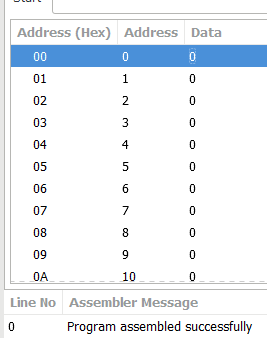 Start
Address (Hex) Address Data
00 0 0
01 1 0
02 2 0
03 3 0
04 4 0
05 5 0
06 6 0
07 7 0
08 8 0
09 9 0
0A 10 0
Line No Assembler Message
0 Program assembled successfully